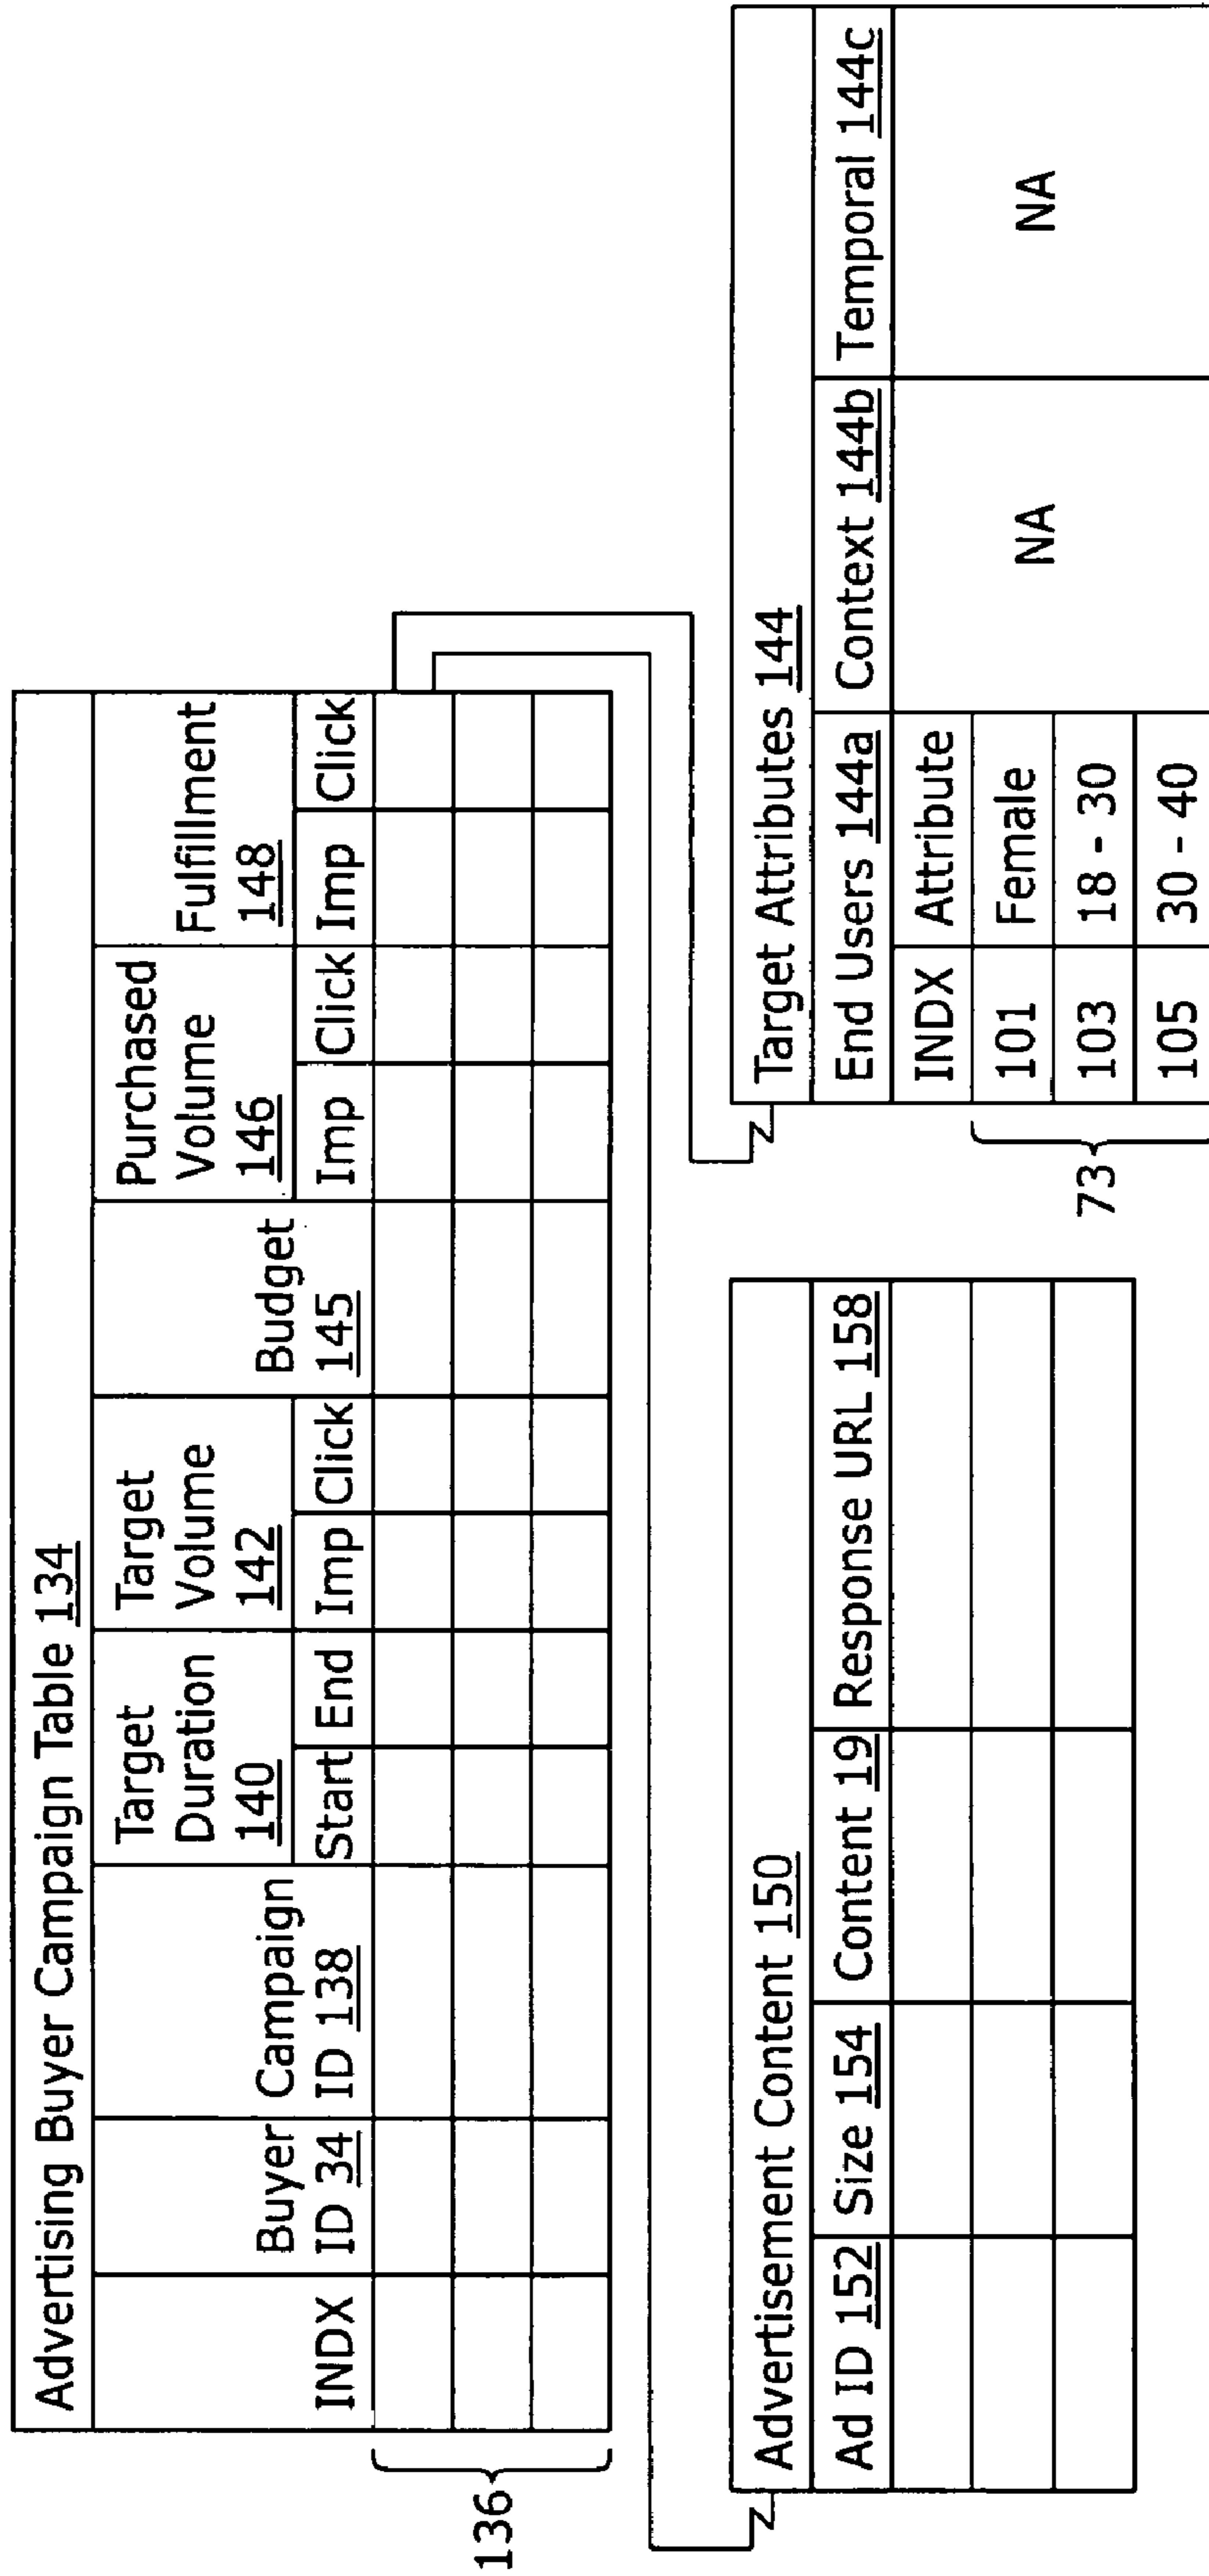 Advertising Buyer Campaign Table 134
INDX
Buyer
ID 34
Campaign
ID 138
Target
Duration
140
Start
End
Target
Volume
142
Imp
Click
Budget
145
Purchased
Volume
146
Imp
Click
Fulfillment
148
Imp
Click
136
Advertisement Content 150
Ad ID 152
Size 154
Content 19
Response URL 158
Target Attributes 144
End Users 144a
Context 144b
Temporal 144c
INDX
Attribute
101
Female
103
18 - 30
105
30 - 40
NA
NA
73